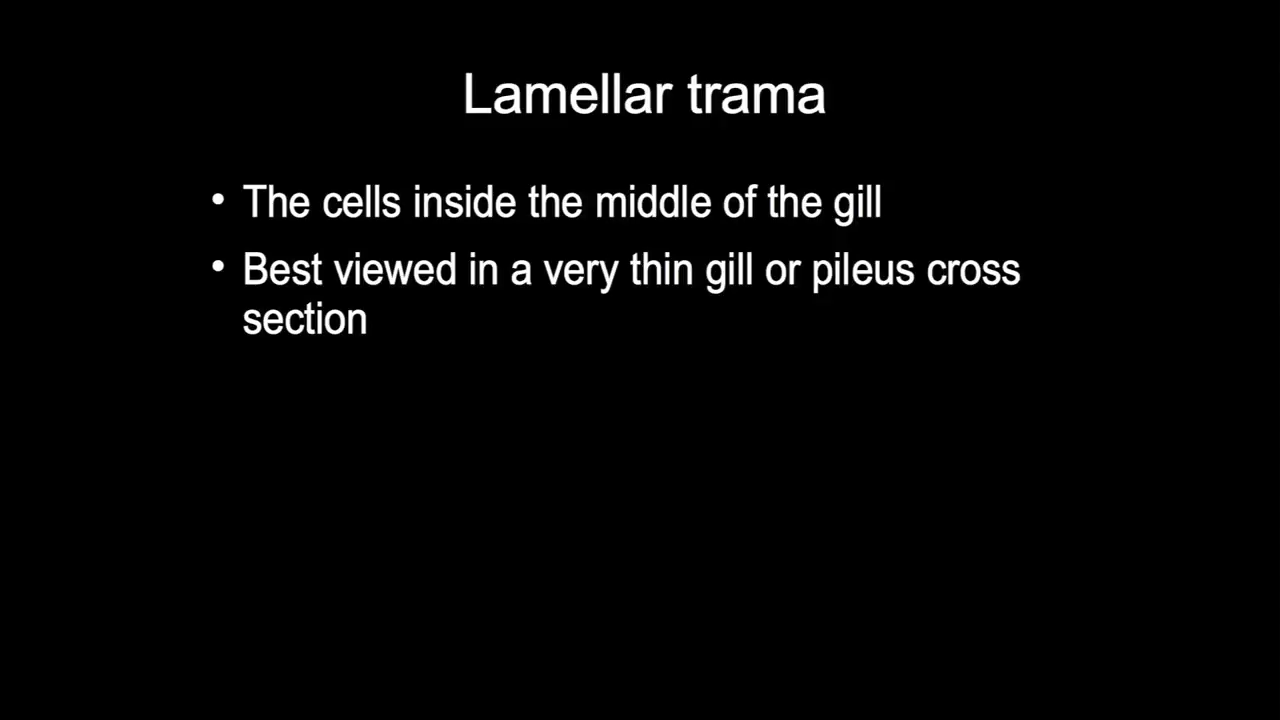 Lamellar trama
• The cells inside the middle of the gill
• Best viewed in a very thin gill or pileus cross
section